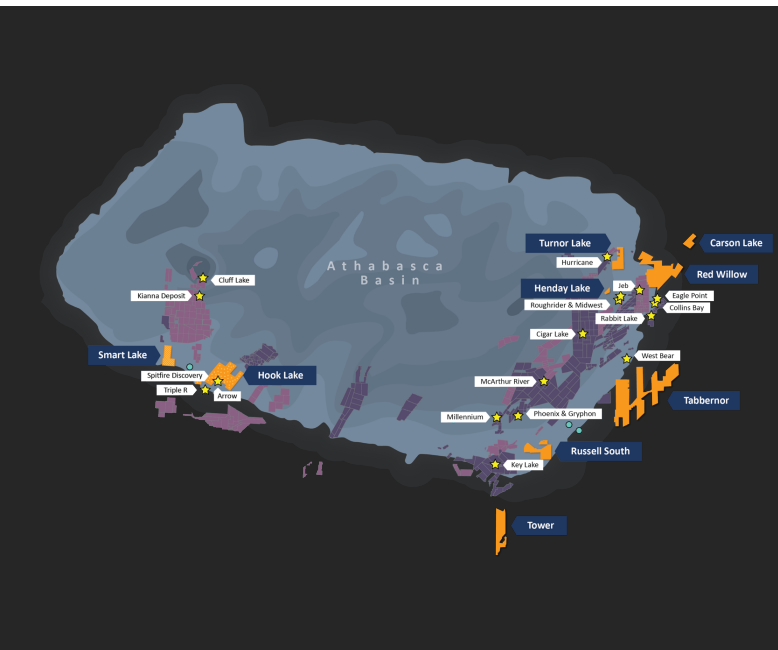 Turnor Lake
Carson Lake
Hurricane
Athabasca
Basin
Red Willow
Cluff Lake
Henday Lake
Jeb
Kianna Deposit
Eagle Point
Roughrider & Midwest
Collins Bay
Rabbit Lake
Cigar Lake
Smart Lake
West Bear
Spitfire Discovery
Hook Lake
McArthur River
Triple R
Arrow
Tabbernor
Millennium
Phoenix & Gryphon
Russell South
Key Lake
Tower